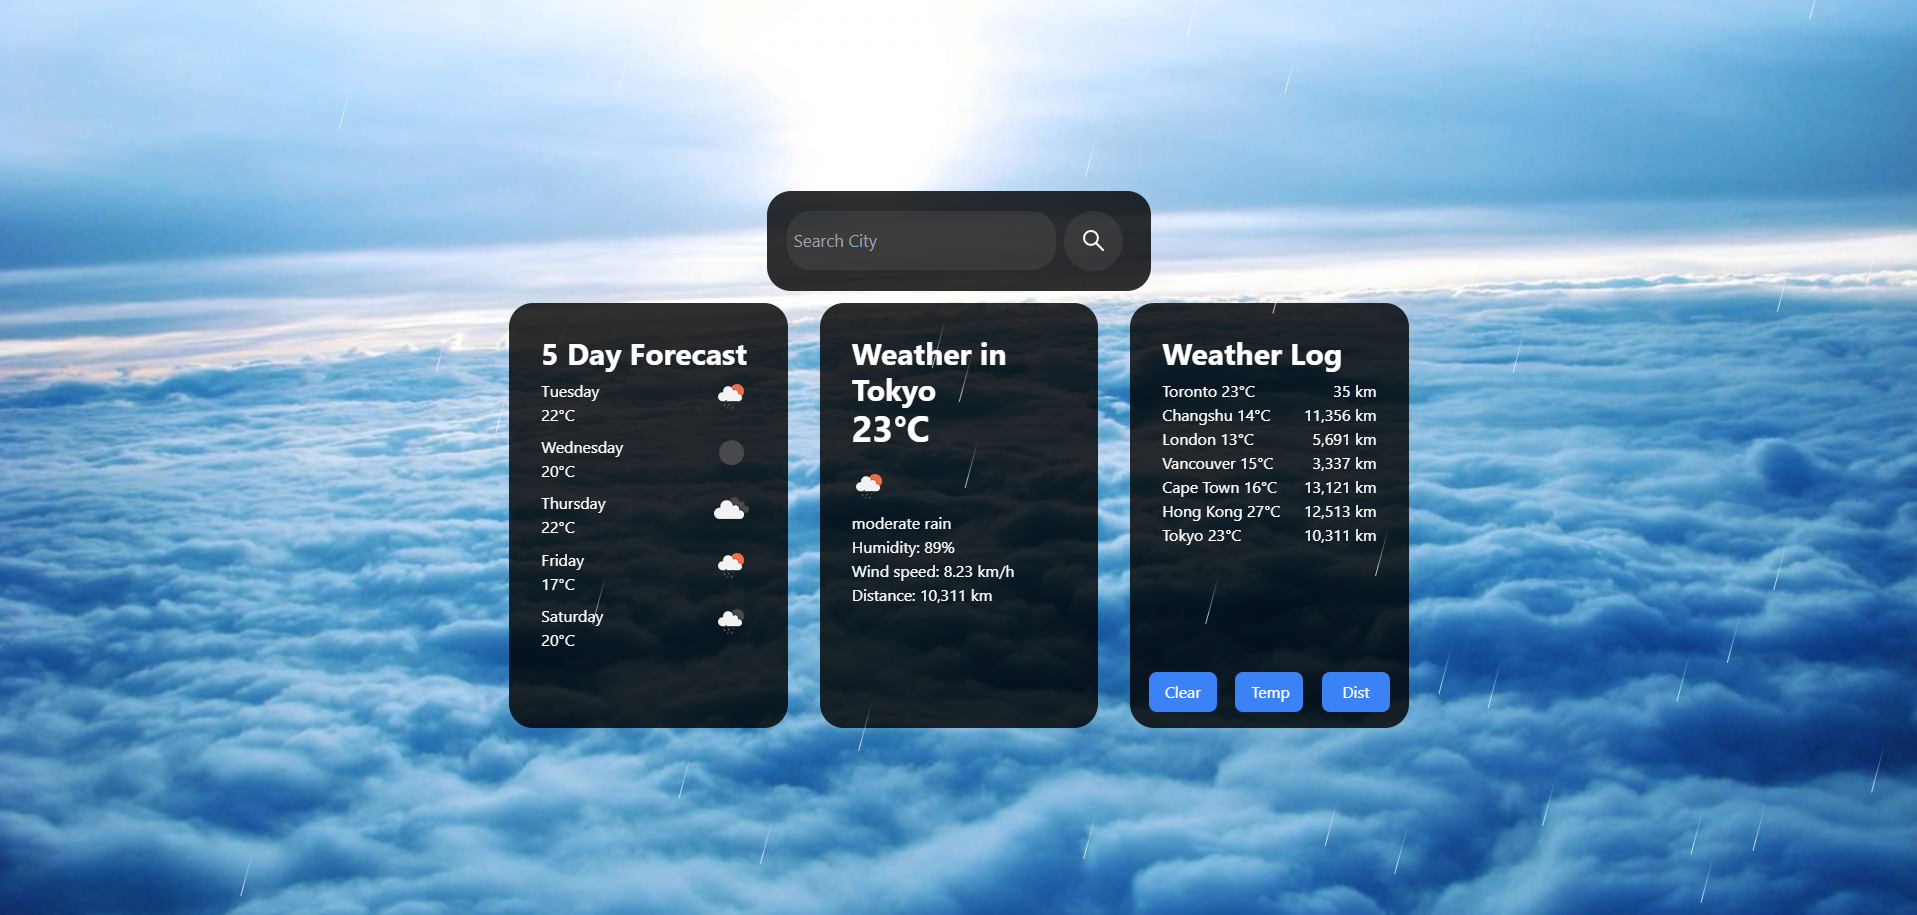 Search City
5 Day Forecast
Tuesday
22°C
Wednesday
20°C
Thursday
22°C
Friday
17°C
Saturday
20°C
Weather in
Tokyo
23°C
moderate rain
Humidity: 89%
Wind speed: 8.23 km/h
Distance: 10,311 km
Weather Log
Toronto 23°C 35 km
Changshu 14°C 11,356 km
London 13°C 5,691 km
Vancouver 15°C 3,337 km
Cape Town 16°C 13,121 km
Hong Kong 27°C 12,513 km
Tokyo 23°C 10,311 km
Clear Temp Dist